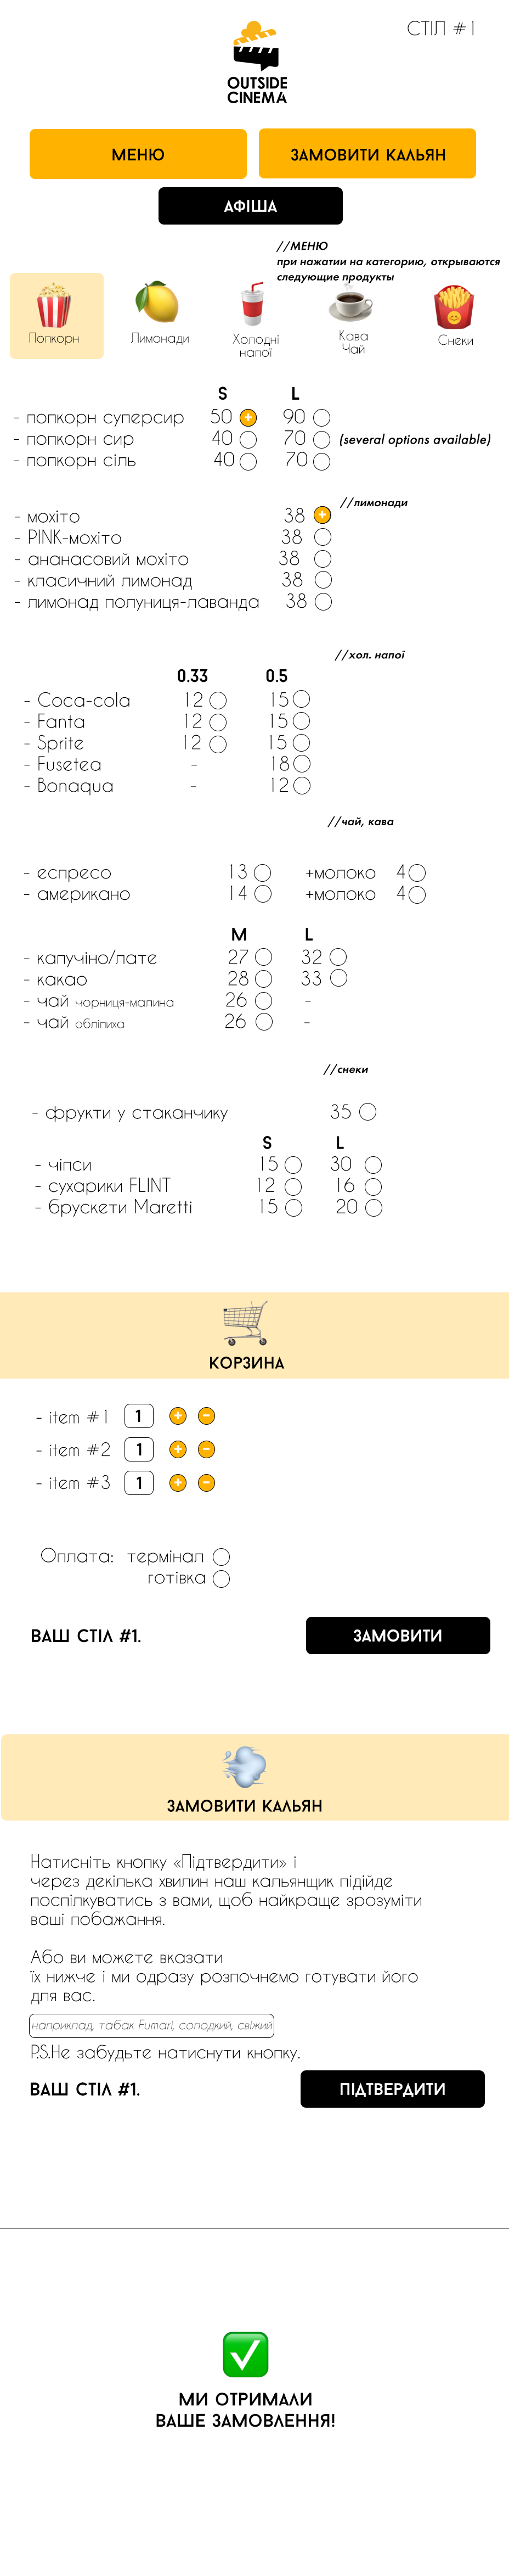 СТІЛ #1
OUTSIDE
CINEMA
МЕНЮ
ЗАМОВИТИ КАЛЬЯН
АФІША
//МЕНЮ
при нажатии на категорию, открываются
следующие продукты
Попкорн
Лимонади
Холодні
напої
Кава
Чай
Снеки
S L
- попкорн суперсир 50 + 90
- попкорн сир 40 70 (several options available)
- попкорн сіль 40 70
//лимонади
- мохіто 38 +
- PINK-мохіто 38
- ананасовий мохіто 38
- класичний лимонад 38
- лимонад полуниця-лаванда 38
//хол. напої
0.33 0.5
- Coca-cola 12 15
- Fanta 12 15
- Sprite 12 15
- Fusetea - 18
- Bonaqua - 12
//чай, кава
- еспресо 13 +молоко 4
- американо 14 +молоко 4
M L
- капучіно/лате 27 32
- какао 28 33
- чай чорниця-малина 26 -
- чай обліпиха 26 -
//снеки
- фрукти у стаканчику 35
S L
- чіпси 15 30
- сухарики FLINT 12 16
- брускети Maretti 15 20
КОРЗИНА
- item #1 1 + -
- item #2 1 + -
- item #3 1 + -
Оплата: термінал
готівка
ВАШ СТІЛ #1.
ЗАМОВИТИ
ЗАМОВИТИ КАЛЬЯН
Натисніть кнопку «Підтвердити» і
через декілька хвилин наш кальянщик підійде
поспілкуватись з вами, щоб найкраще зрозуміти
ваші побажання.
Або ви можете вказати
їх нижче і ми одразу розпочнемо готувати його
для вас.
наприклад, табак Fumari, солодкий, свіжий
P.S.Не забудьте натиснути кнопку.
ВАШ СТІЛ #1.
ПІДТВЕРДИТИ
МИ ОТРИМАЛИ
ВАШЕ ЗАМОВЛЕННЯ!